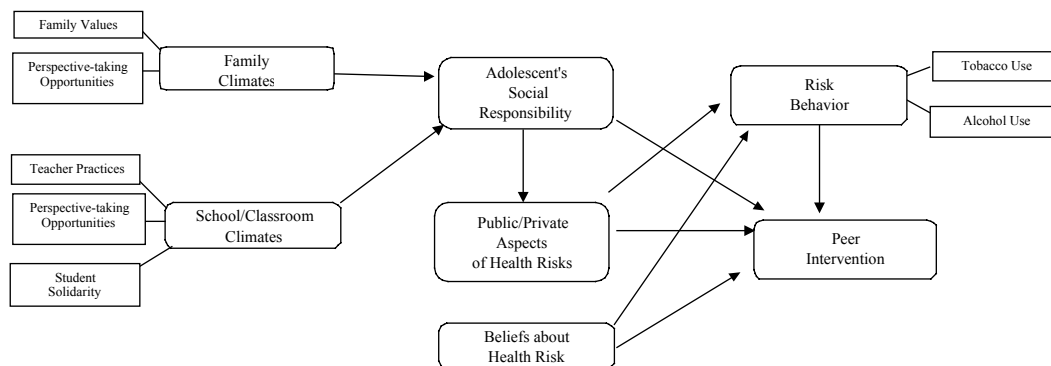 Family Values
Perspective-taking
Opportunities
Family
Climates
Teacher Practices
Perspective-taking
Opportunities
Student
Solidarity
School/Classroom
Climates
Adolescent's
Social
Responsibility
Public/Private
Aspects
of Health Risks
Beliefs about
Health Risk
Risk
Behavior
Tobacco Use
Alcohol Use
Peer
Intervention